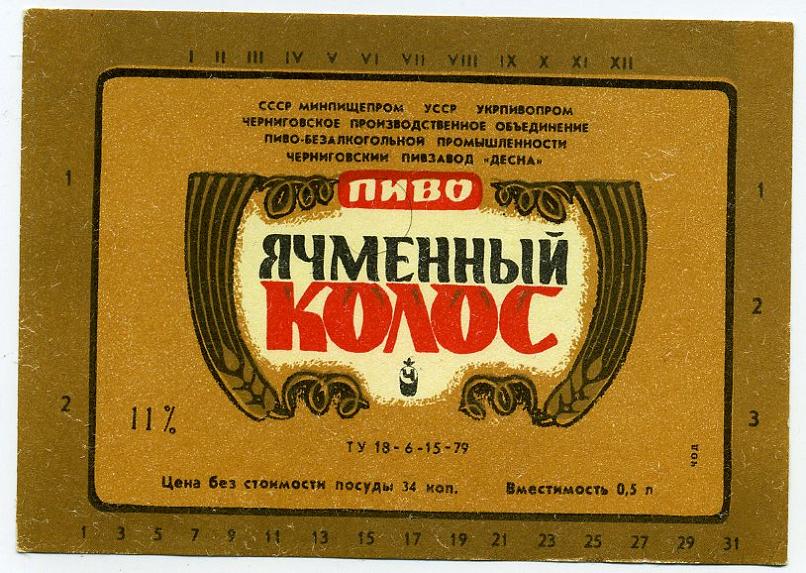 I II III IV V VI VII VIII IX X XI XII
СССР МИНПИЩЕПРОМ УССР УКРПИВОПРОМ
ЧЕРНИГОВСКОЕ ПРОИЗВОДСТВЕННОЕ ОБЪЕДИНЕНИЕ
ПИВО-БЕЗАЛКОГОЛЬНОЙ ПРОМЫШЛЕННОСТИ
ЧЕРНИГОВСКИЙ ПИВЗАВОД «ДЕСНА»
1
1
ПИВО
ЯЧМЕННЫЙ
КОЛОС
2
Ч
2
3
11%
ТУ 18-6-15-79
ЧОД
Цена без стоимости посуды 34 коп. Вместимость 0,5 л
1 3 5 7 9 11 13 15 17 19 21 23 25 27 29 31